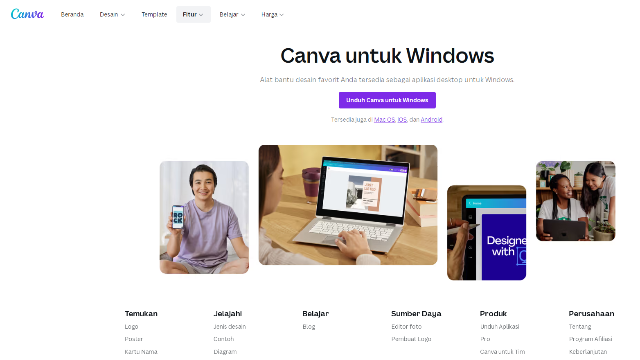 Canva Beranda Desain Template Fitur Belajar Harga
Canva untuk Windows
Alat bantu desain favorit Anda tersedia sebagai aplikasi desktop untuk Windows.
Unduh Canva untuk Windows
Tersedia juga di Mac OS, iOS, dan Android
ROCK
Designe
with
Temukan Jelajahi Belajar Sumber Daya Produk Perusahaan
Logo Jenis desain Blog Editor foto Unduh Aplikasi Tentang
Poster Contoh Pembuat Logo Pro Program Afiliasi
Kartu Nama Diagram Canva untuk Tim Keberlanjutan